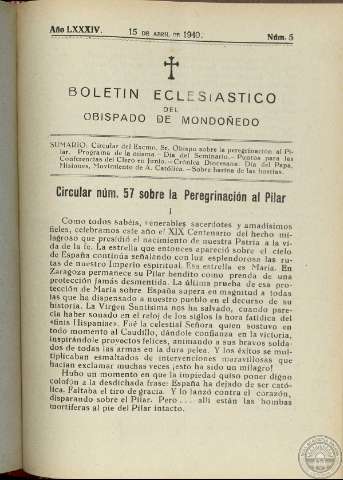 Año LXXXIV. 15 DE ABRIL DE 1940. Núm. 5
BOLETIN ECLESIASTICO
DEL
OBISPADO DE MONDOÑEDO
SUMARIO. Circular del Excmo. Sr. Obispo sobre la peregrinación al Pi-
lar. Programa de la misma.—Día del Seminario.—Puntos para las
Conferencias del Clero en Junio.—Crónica Diocesana: Día del Papa,
Misiones, Movimiento de A. Católica.—Sobre harina de las hostias.
Circular núm. 57 sobre la Peregrinación al Pilar
I
Como todos sabéis, venerables sacerdotes y amadísimos
fieles, celebramos este año el XIX Centenario del hecho mi-
lagroso que presidió el nacimiento de nuestra Patria a la vi-
da de la fe. La estrella que entonces apareció sobre el cielo
de España continúa señalando con luz esplendorosa las ru-
tas de nuestro Imperio espiritual. Esa estrella es María. En
Zaragoza permanece su Pilar bendito como prenda de una
protección jamás desmentida. La última prueba de esa pro-
tección de María sobre España supera en magnitud a todas
las que ha dispensado a nuestro pueblo en el decurso de su
historia. La Virgen Santísima nos ha salvado, cuando pare-
cía haber sonado en el reloj de los siglos la hora fatídica del
«finis Hispaniae». Fué la celestial Señora quien sostuvo en
todo momento al Caudillo, dándole confianza en la victoria,
inspirándole proyectos felices, animando a sus bravos solda-
dos de todas las armas en la dura pelea. Y los éxitos se mul-
tiplicaban esmaltados de intervenciones maravillosas que
hacían exclamar muchas veces ¡esto ha sido un milagro!
Hubo un momento en que la impiedad quiso poner digno
colofón a la desdichada frase: España ha dejado de ser cató-
lica. Faltaba el tiro de gracia. Y lo lanzó contra el corazón,
disparando sobre el Pilar. Pero.... allí están las bombas
mortíferas al pie del Pilar intacto.